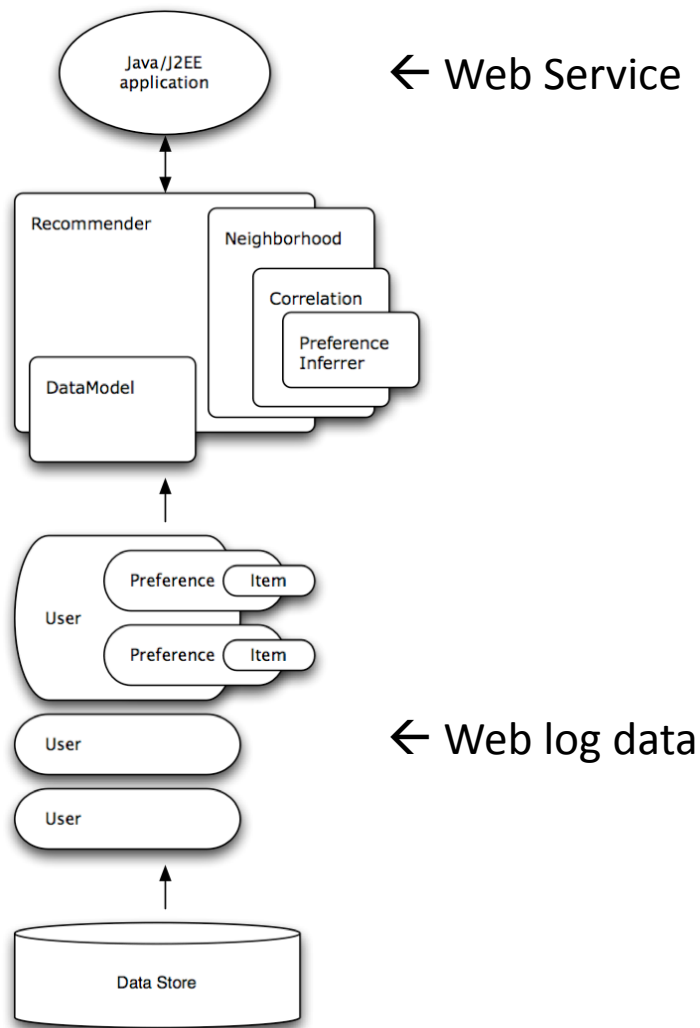 Java/J2EE
application
← Web Service
Recommender
Neighborhood
Correlation
Preference
Inferrer
DataModel
Preference
Item
User
Preference
Item
User
← Web log data
User
Data Store